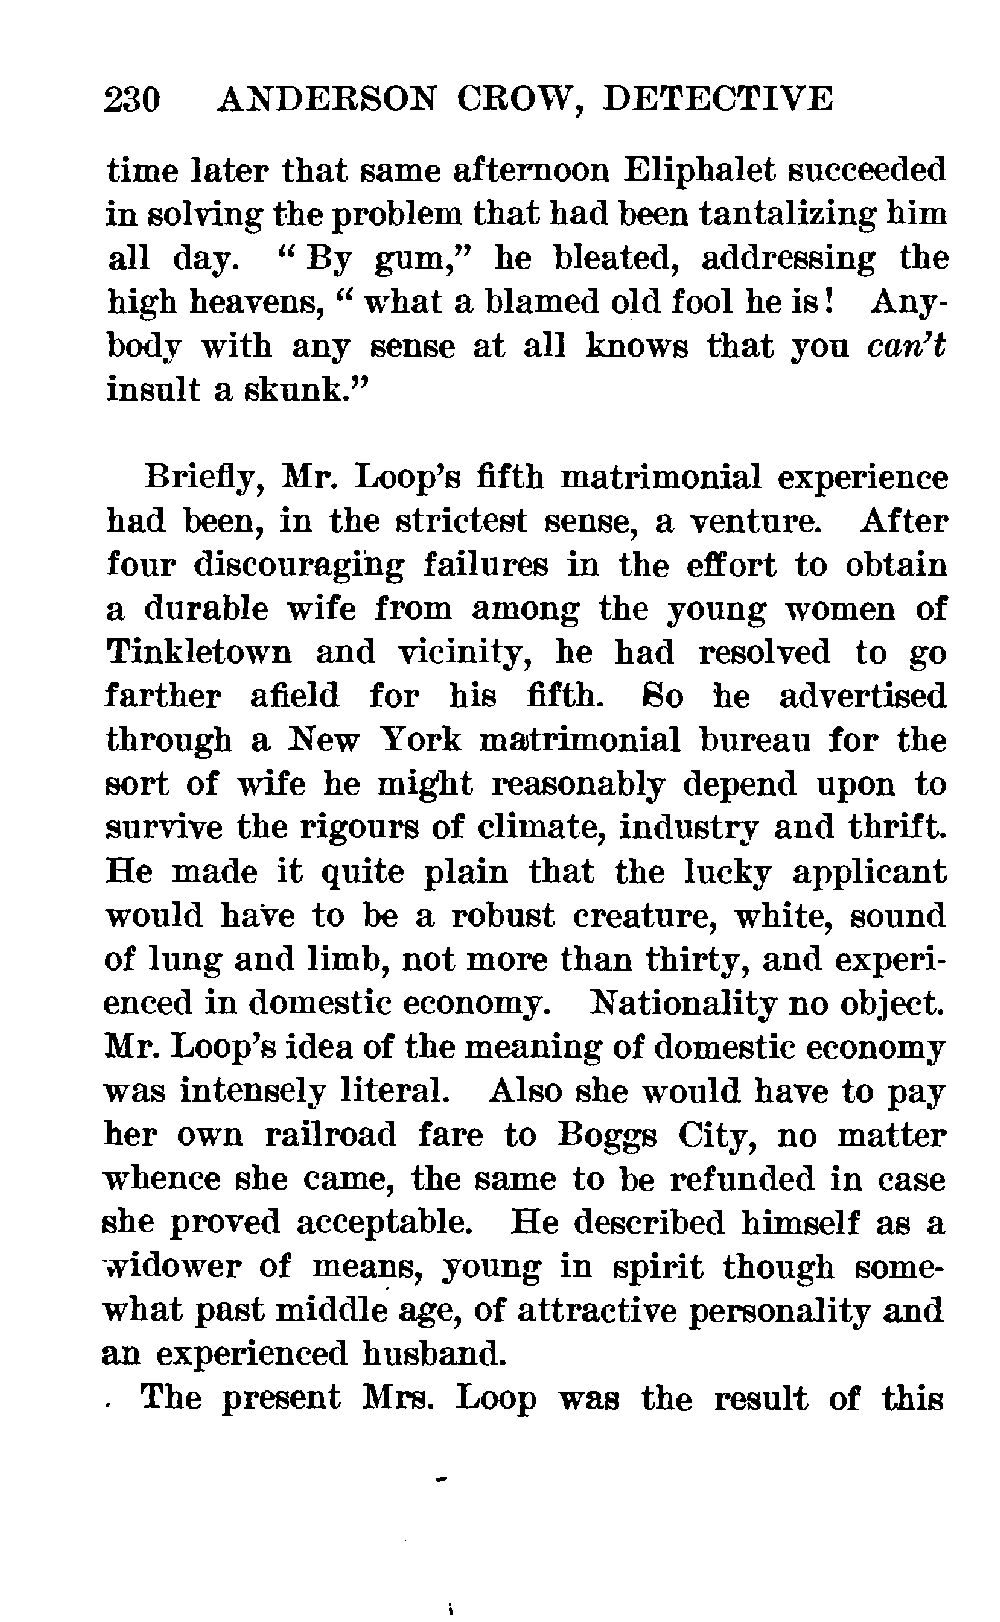 230 ANDERSON CROW, DETECTIVE
time later that same afternoon Eliphalet succeeded
in solving the problem that had been tantalizing him
all day. “ By gum,” he bleated, addressing the
high heavens, “ what a blamed old fool he is! Any-
body with any sense at all knows that you can’t
insult a skunk.”
Briefly, Mr. Loop’s fifth matrimonial experience
had been, in the strictest sense, a venture. After
four discouraging failures in the effort to obtain
a durable wife from among the young women of
Tinkletown and vicinity, he had resolved to go
farther afield for his fifth. So he advertised
through a New York matrimonial bureau for the
sort of wife he might reasonably depend upon to
survive the rigours of climate, industry and thrift.
He made it quite plain that the lucky applicant
would have to be a robust creature, white, sound
of lung and limb, not more than thirty, and experi-
enced in domestic economy. Nationality no object.
Mr. Loop’s idea of the meaning of domestic economy
was intensely literal. Also she would have to pay
her own railroad fare to Boggs City, no matter
whence she came, the same to be refunded in case
she proved acceptable. He described himself as a
widower of means, young in spirit though some-
what past middle age, of attractive personality and
an experienced husband.
The present Mrs. Loop was the result of this